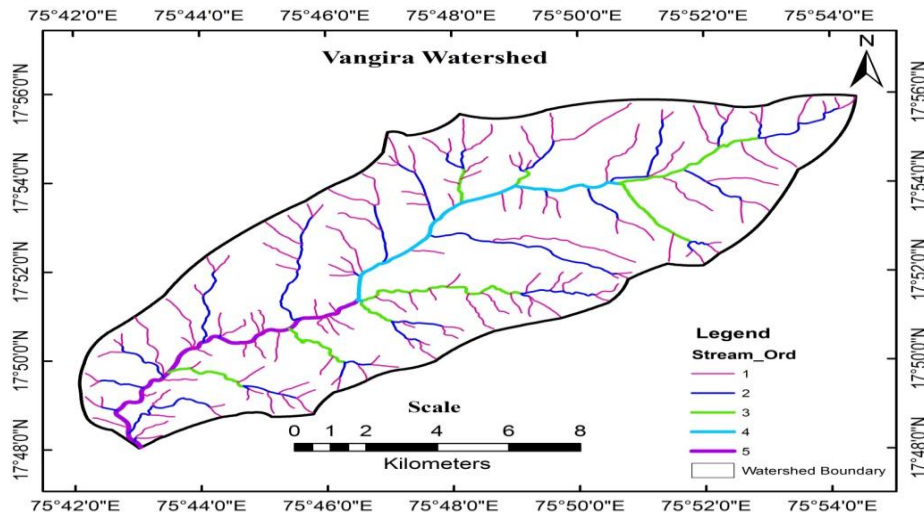 75°42'0"E 75°44'0"E 75°46'0"E 75°48'0"E 75°50'0"E 75°52'0"E 75°54'0"E
Vangira Watershed
N
17°56'0"N 17°56'0"N
17°54'0"N 17°54'0"N
17°52'0"N 17°52'0"N
17°50'0"N 17°50'0"N
17°48'0"N 17°48'0"N
Legend
Stream_Ord
1
2
3
4
5
Watershed Boundary
Scale
0 1 2 4 6 8
Kilometers
75°42'0"E 75°44'0"E 75°46'0"E 75°48'0"E 75°50'0"E 75°52'0"E 75°54'0"E